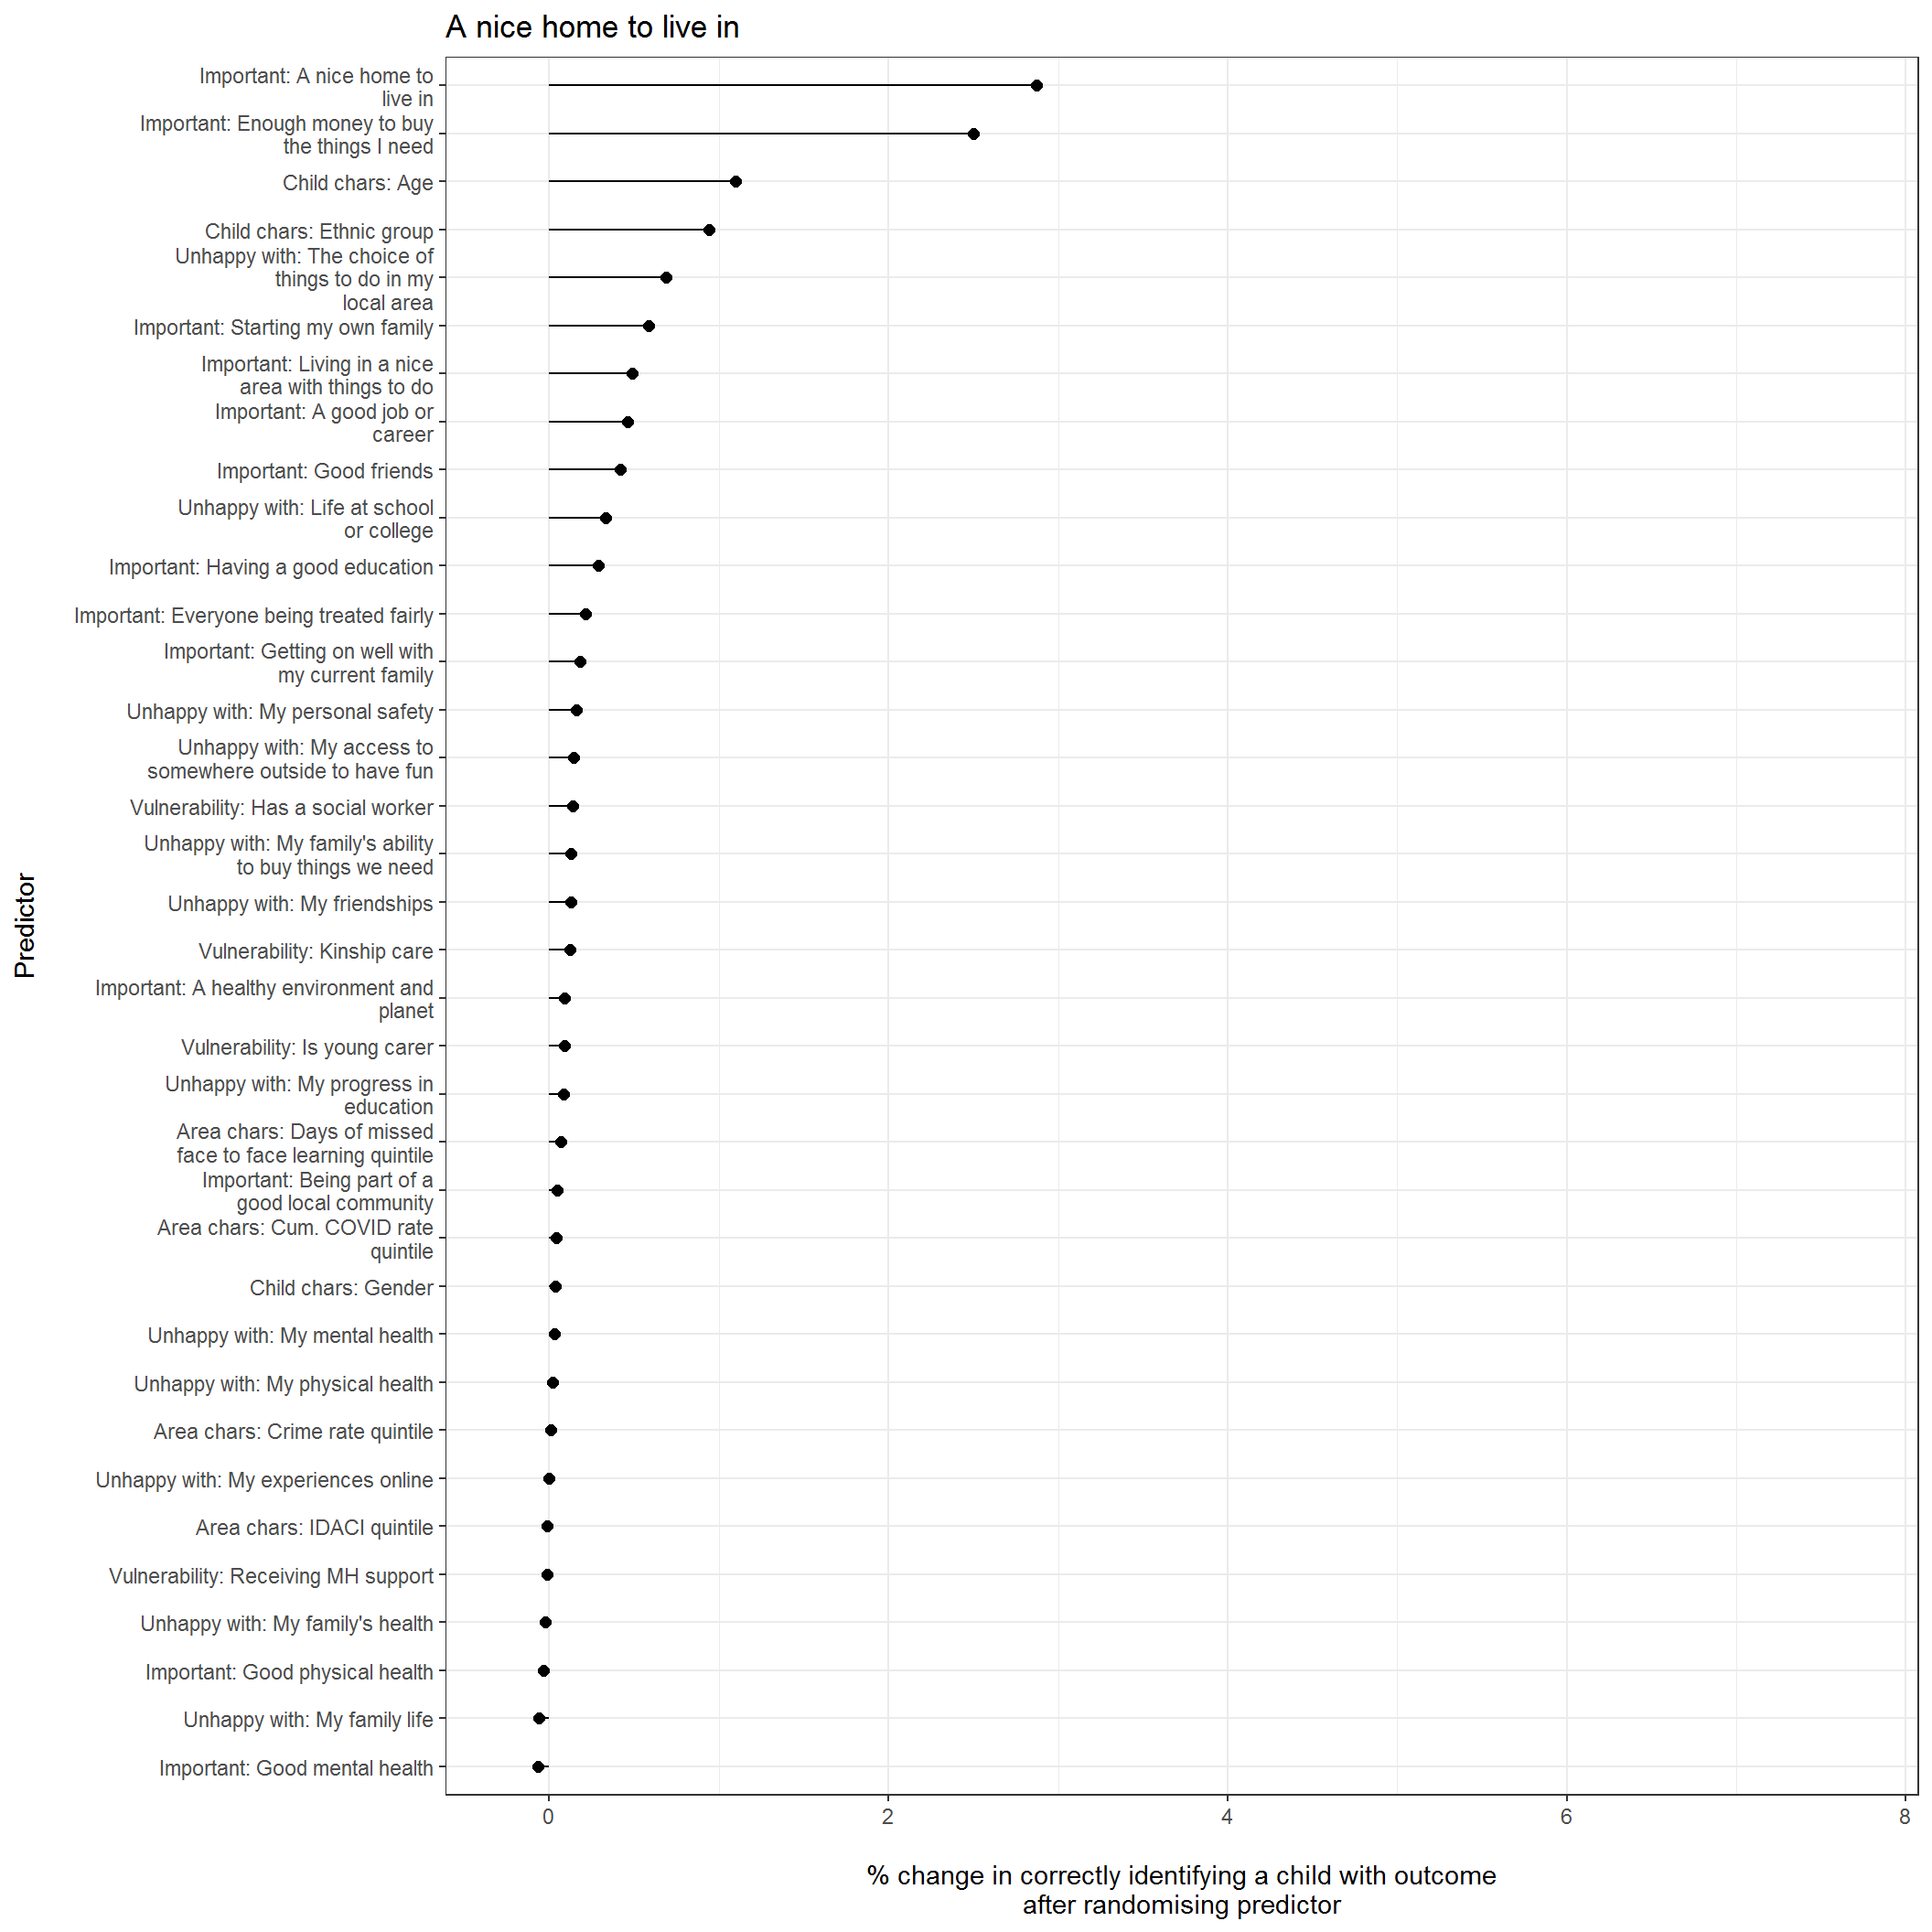 A nice home to live in
Important: A nice home to
live in
Important: Enough money to buy
the things I need
Child chars: Age
Child chars: Ethnic group
Unhappy with: The choice of
things to do in my
local area
Important: Starting my own family
Important: Living in a nice
area with things to do
Important: A good job or
career
Important: Good friends
Unhappy with: Life at school
or college
Important: Having a good education
Important: Everyone being treated fairly
Important: Getting on well with
my current family
Unhappy with: My personal safety
Unhappy with: My access to
somewhere outside to have fun
Vulnerability: Has a social worker
Unhappy with: My family's ability
to buy things we need
Unhappy with: My friendships
Vulnerability: Kinship care
Important: A healthy environment and
planet
Vulnerability: Is young carer
Unhappy with: My progress in
education
Area chars: Days of missed
face to face learning quintile
Important: Being part of a
good local community
Area chars: Cum. COVID rate
quintile
Child chars: Gender
Unhappy with: My mental health
Unhappy with: My physical health
Area chars: Crime rate quintile
Unhappy with: My experiences online
Area chars: IDACI quintile
Vulnerability: Receiving MH support
Unhappy with: My family's health
Important: Good physical health
Unhappy with: My family life
Important: Good mental health
Predictor
0 2 4 6 8
% change in correctly identifying a child with outcome
after randomising predictor